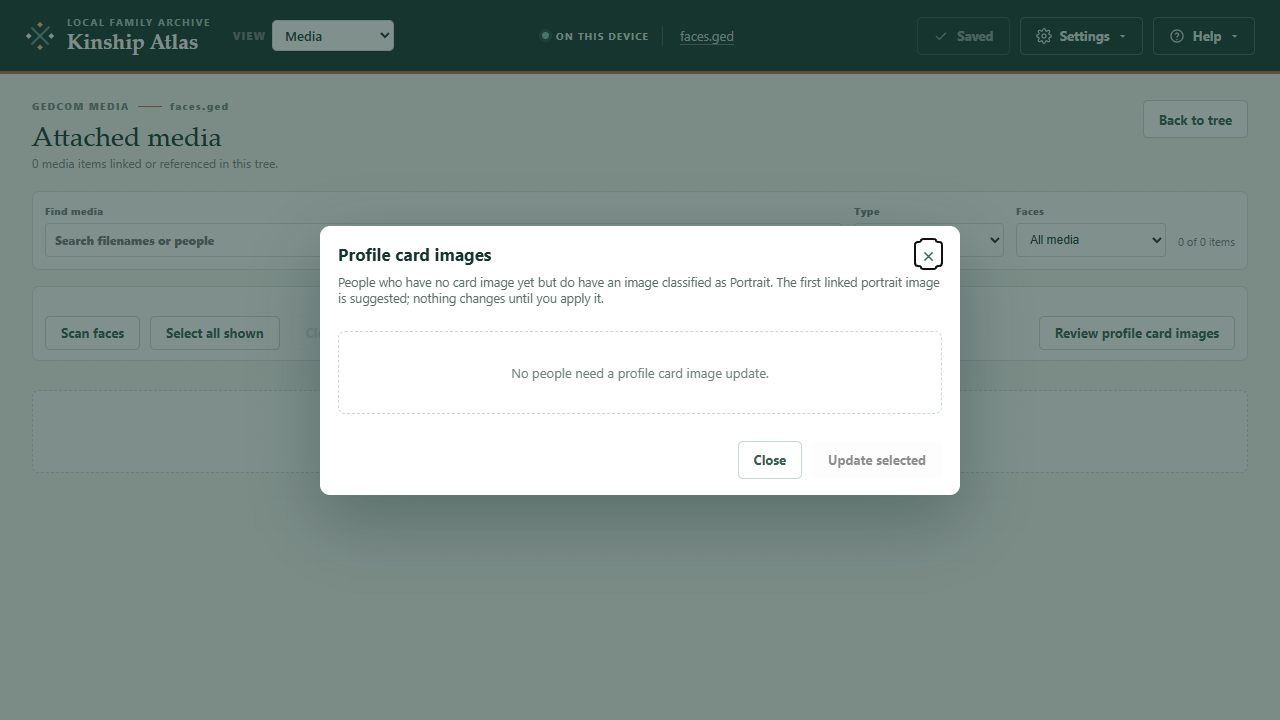 LOCAL FAMILY ARCHIVE
Kinship Atlas
VIEW
Media
ON THIS DEVICE
faces.ged
Saved
Settings
Help
GEDCOM MEDIA
faces.ged
Attached media
0 media items linked or referenced in this tree.
Back to tree
Find media
Search filenames or people
Type
Faces
All media
0 of 0 items
Scan faces
Select all shown
Review profile card images
Profile card images
People who have no card image yet but do have an image classified as Portrait. The first linked portrait image
is suggested; nothing changes until you apply it.
No people need a profile card image update.
Close
Update selected